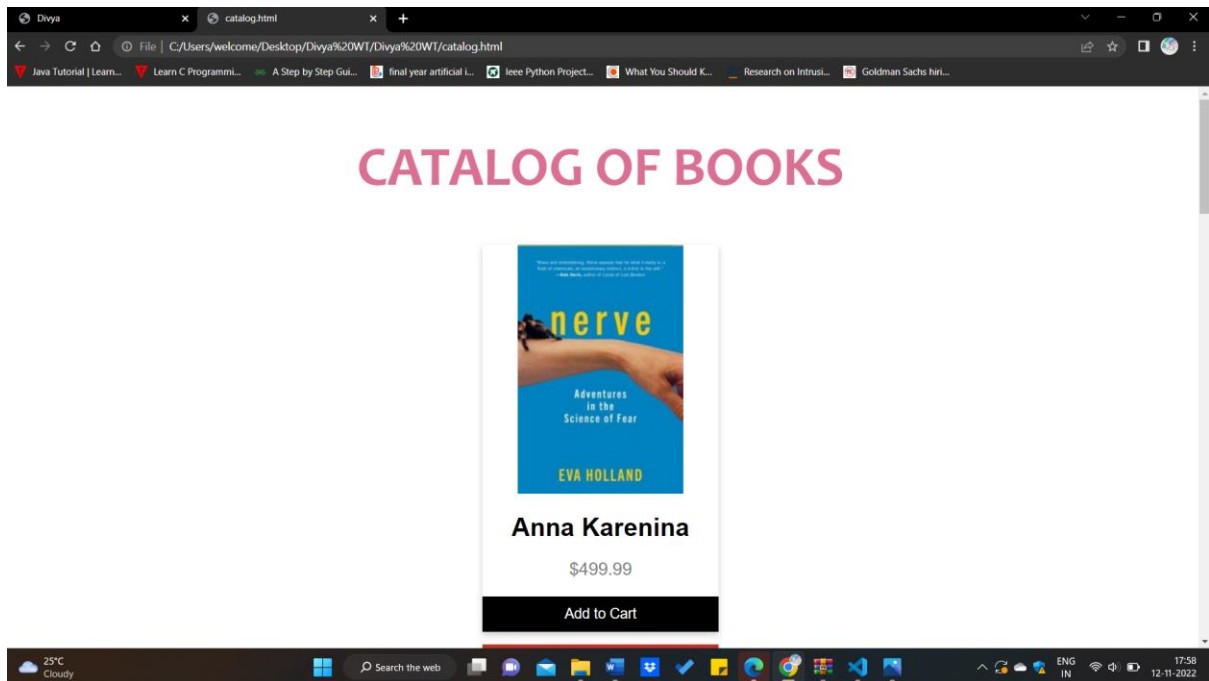 Divya
catalog.html
File | C:/Users/welcome/Desktop/Divya%20WT/Divya%20WT/catalog.html
Java Tutorial | Learn...
Learn C Programmi...
A Step by Step Gui...
final year artificial i...
Ieee Python Project...
What You Should K...
Research on Intrusi...
Goldman Sachs hiri...
CATALOG OF BOOKS
nerve
Adventures
in the
Science of Fear
EVA HOLLAND
Anna Karenina
$499.99
Add to Cart
25°C
Cloudy
Search the web
ENG
IN
17:58
12-11-2022